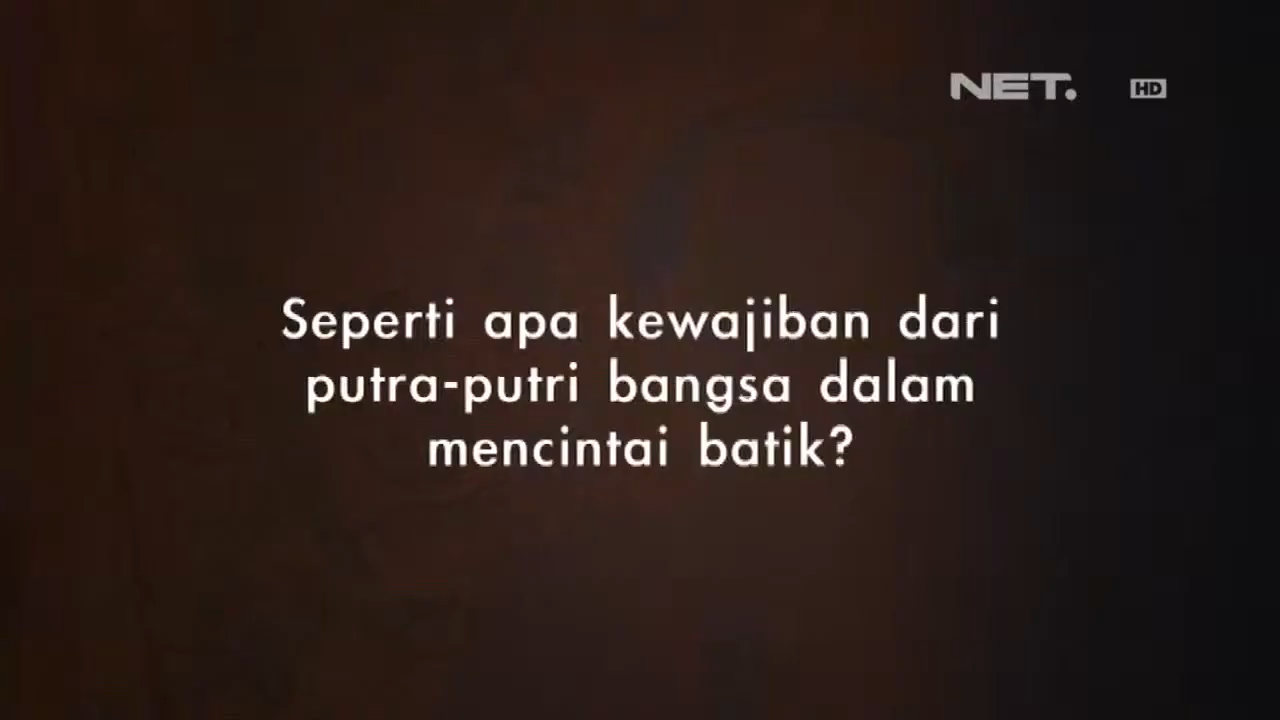 NET. HD
Seperti apa kewajiban dari
putra-putri bangsa dalam
mencintai batik?